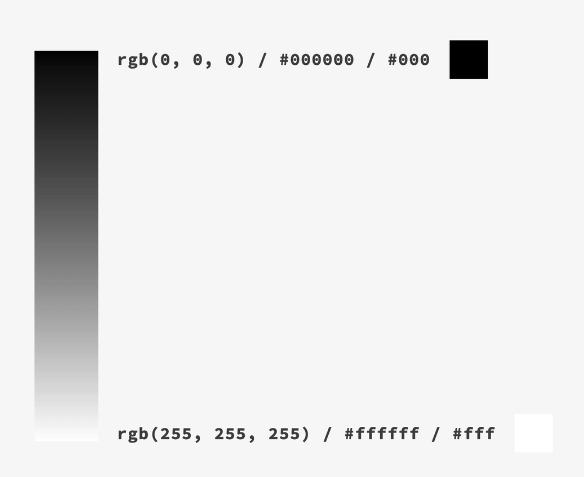 rgb(0, 0, 0) / #000000 / #000
rgb(255, 255, 255) / #ffffff / #fff